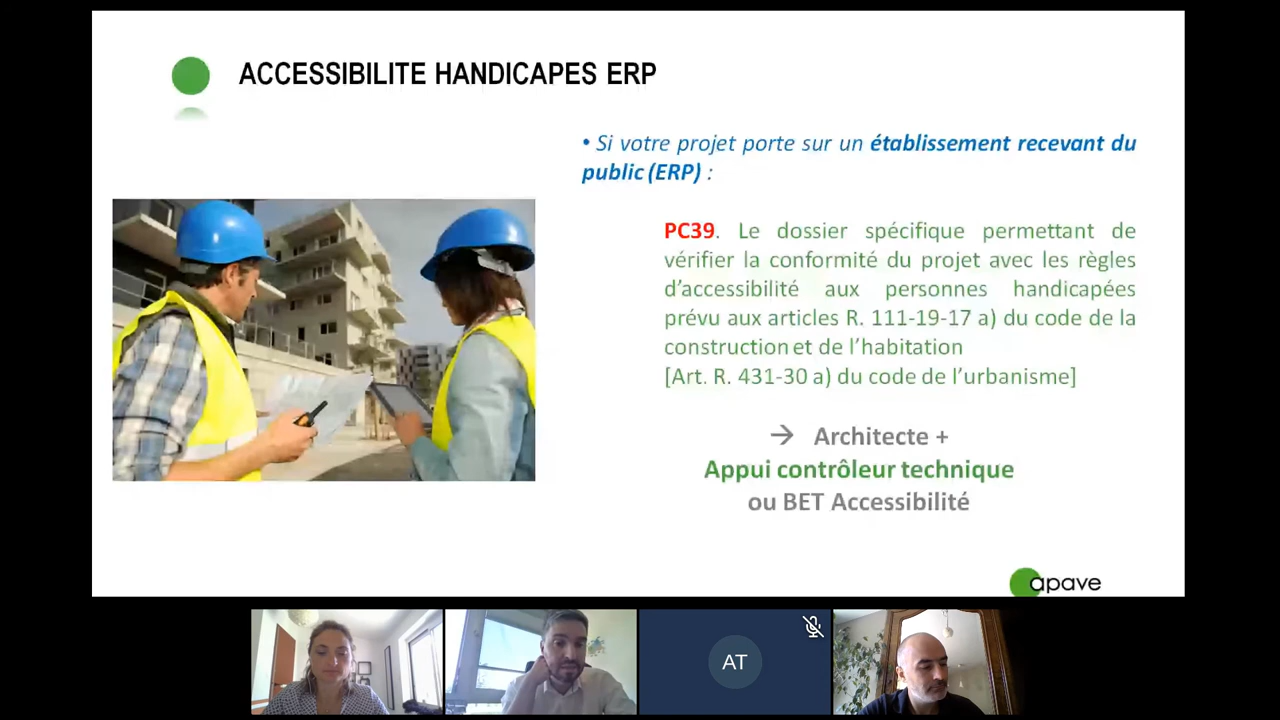 ACCESSIBILITE HANDICAPES ERP
• Si votre projet porte sur un établissement recevant du
public (ERP) :
PC39. Le dossier spécifique permettant de
vérifier la conformité du projet avec les règles
d’accessibilité aux personnes handicapées
prévu aux articles R. 111-19-17 a) du code de la
construction et de l’habitation
[Art. R. 431-30 a) du code de l’urbanisme]
→ Architecte +
Appui contrôleur technique
ou BET Accessibilité
apave
AT